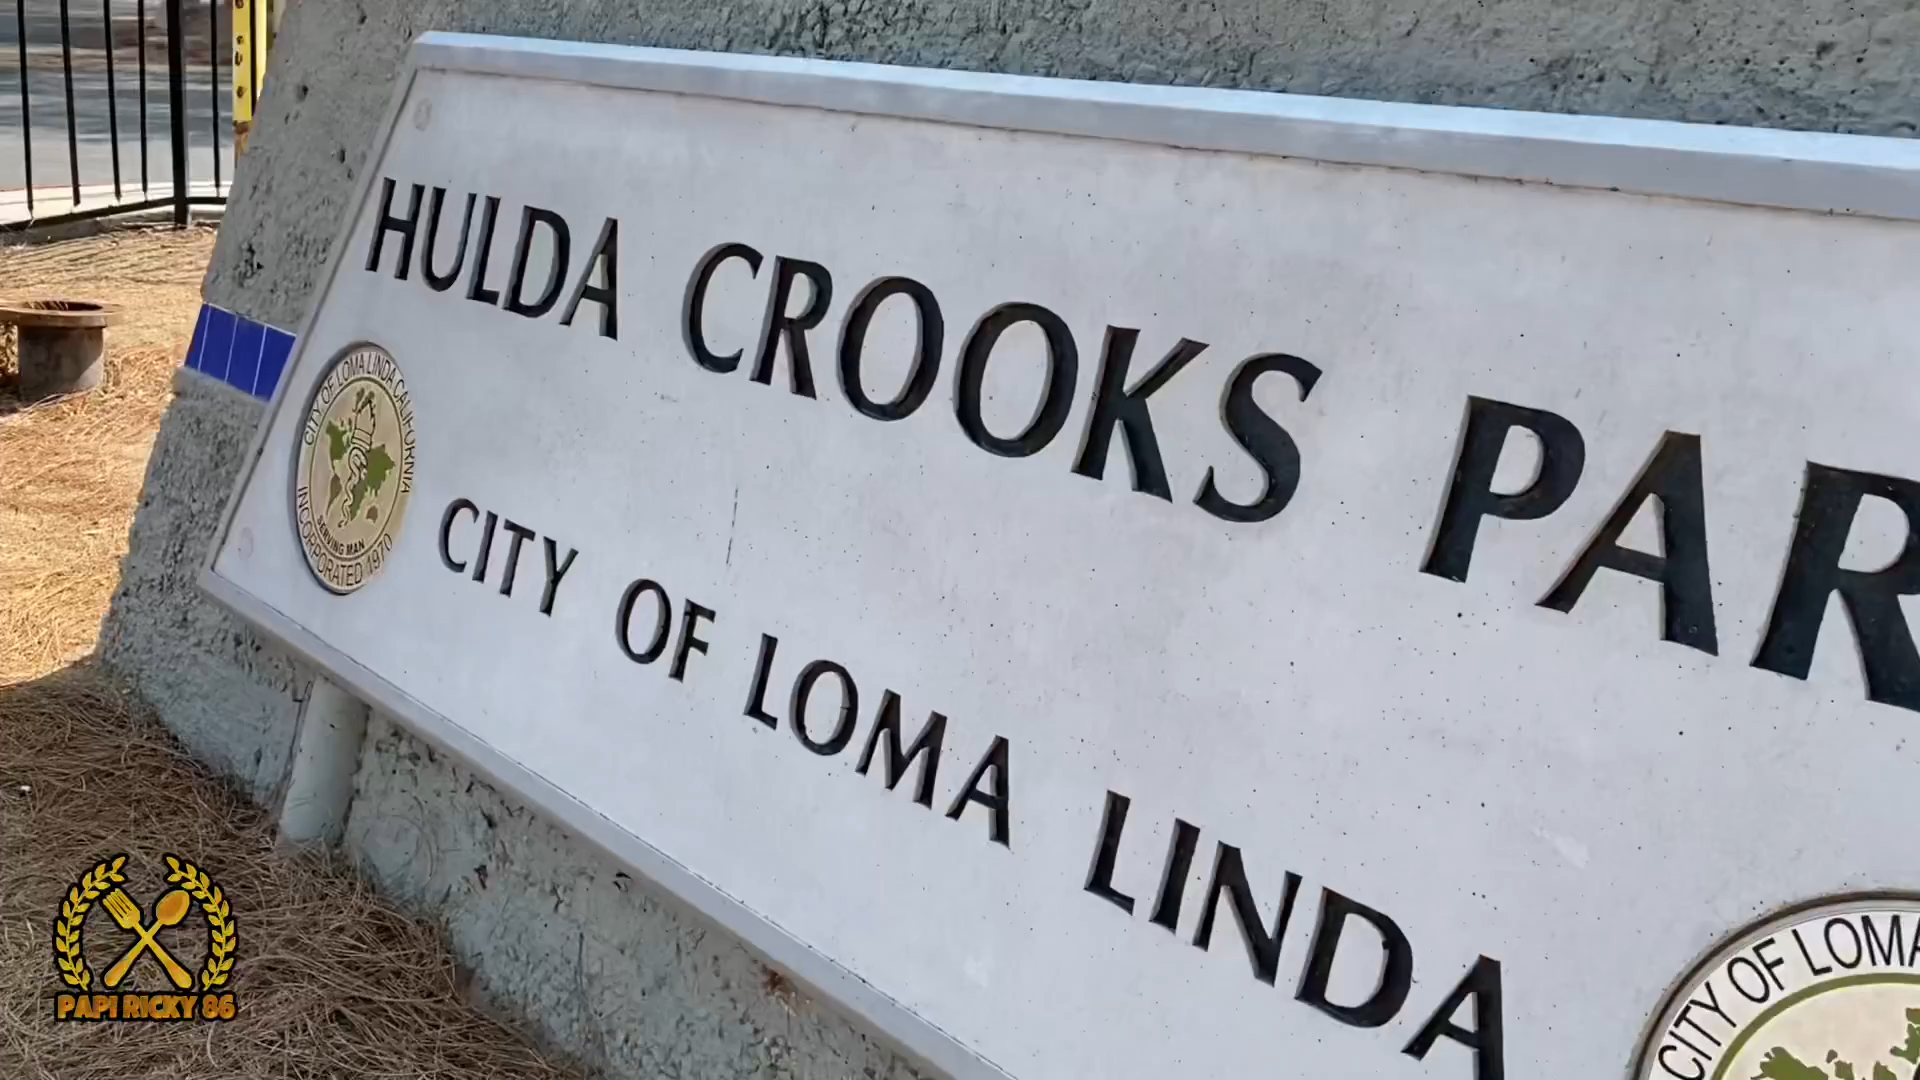 HULDA CROOKS PAR
CITY OF LOMA LINDA
CITY OF LOMA LINDA CALIFORNIA
SERVING MAN
INCORPORATED 1970
CITY OF LOMA
PAPI RICKY 86